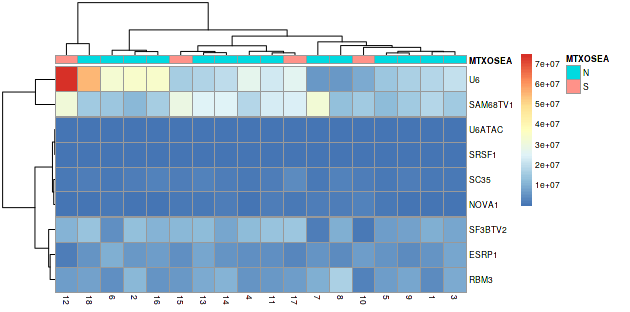 MTXOSEA
U6
SAM68TV1
U6ATAC
SRSF1
SC35
NOVA1
SF3BTV2
ESRP1
RBM3
12 18 6 2 16 15 13 14 4 11 17 7 8 10 5 9 1 3
7e+07
6e+07
5e+07
4e+07
3e+07
2e+07
1e+07
MTXOSEA
N
S